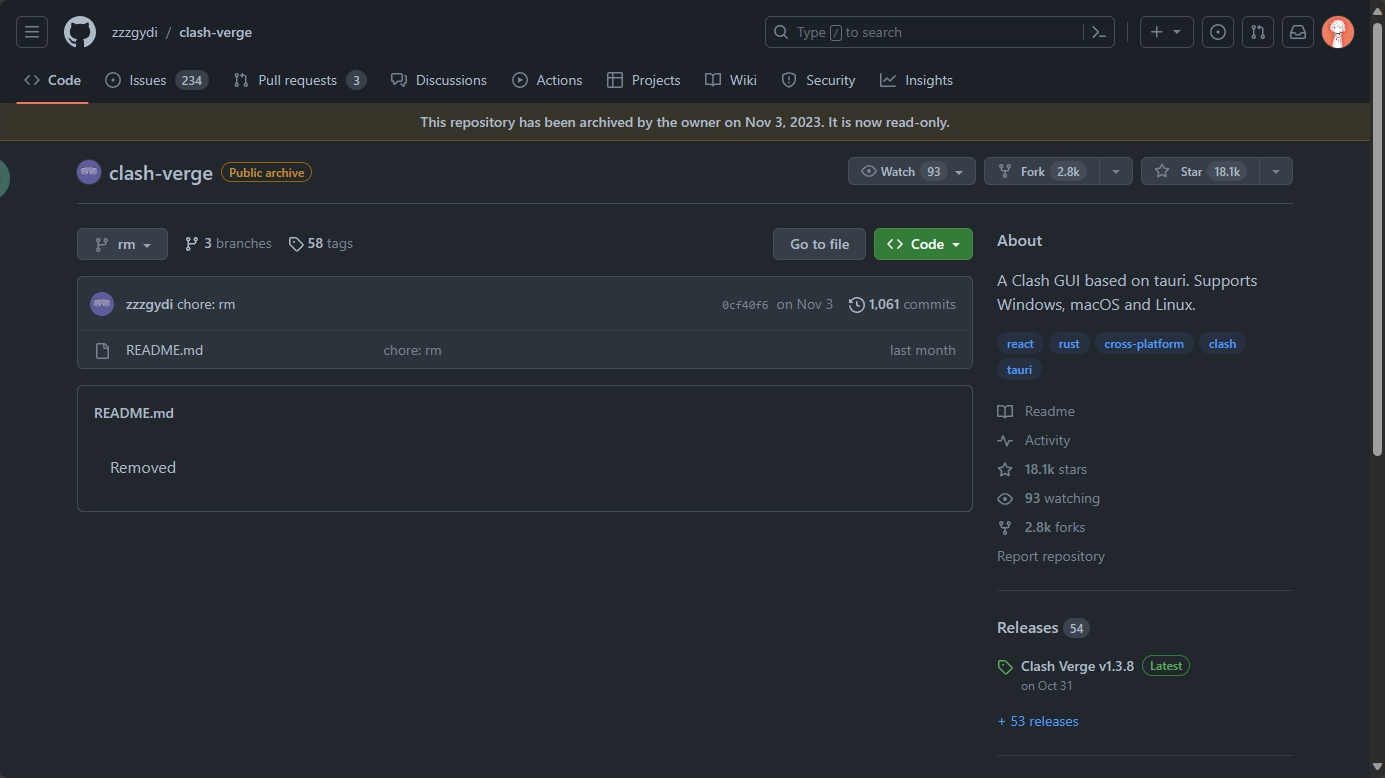 zzzgydi / clash-verge
Type / to search
Code
Issues 234
Pull requests 3
Discussions
Actions
Projects
Wiki
Security
Insights
This repository has been archived by the owner on Nov 3, 2023. It is now read-only.
clash-verge Public archive
Watch 93
Fork 2.8k
Star 18.1k
rm
3 branches
58 tags
Go to file
Code
zzzgydi chore: rm
0cf40f6 on Nov 3
1,061 commits
README.md
chore: rm
last month
README.md
Removed
About
A Clash GUI based on tauri. Supports
Windows, macOS and Linux.
react rust cross-platform clash
tauri
Readme
Activity
18.1k stars
93 watching
2.8k forks
Report repository
Releases 54
Clash Verge v1.3.8 Latest
on Oct 31
+ 53 releases